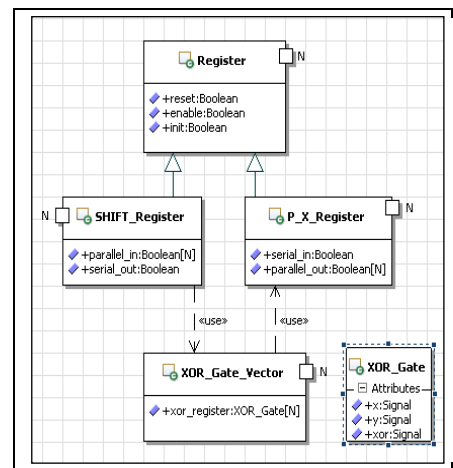 Register
N
+reset:Boolean
+enable:Boolean
+init:Boolean
N
SHIFT_Register
+parallel_in:Boolean[N]
+serial_out:Boolean
P_X_Register
N
+serial_in:Boolean
+parallel_out:Boolean[N]
«use»
«use»
XOR_Gate_Vector
N
+xor_register:XOR_Gate[N]
XOR_Gate
Attributes
+x:Signal
+y:Signal
+xor:Signal